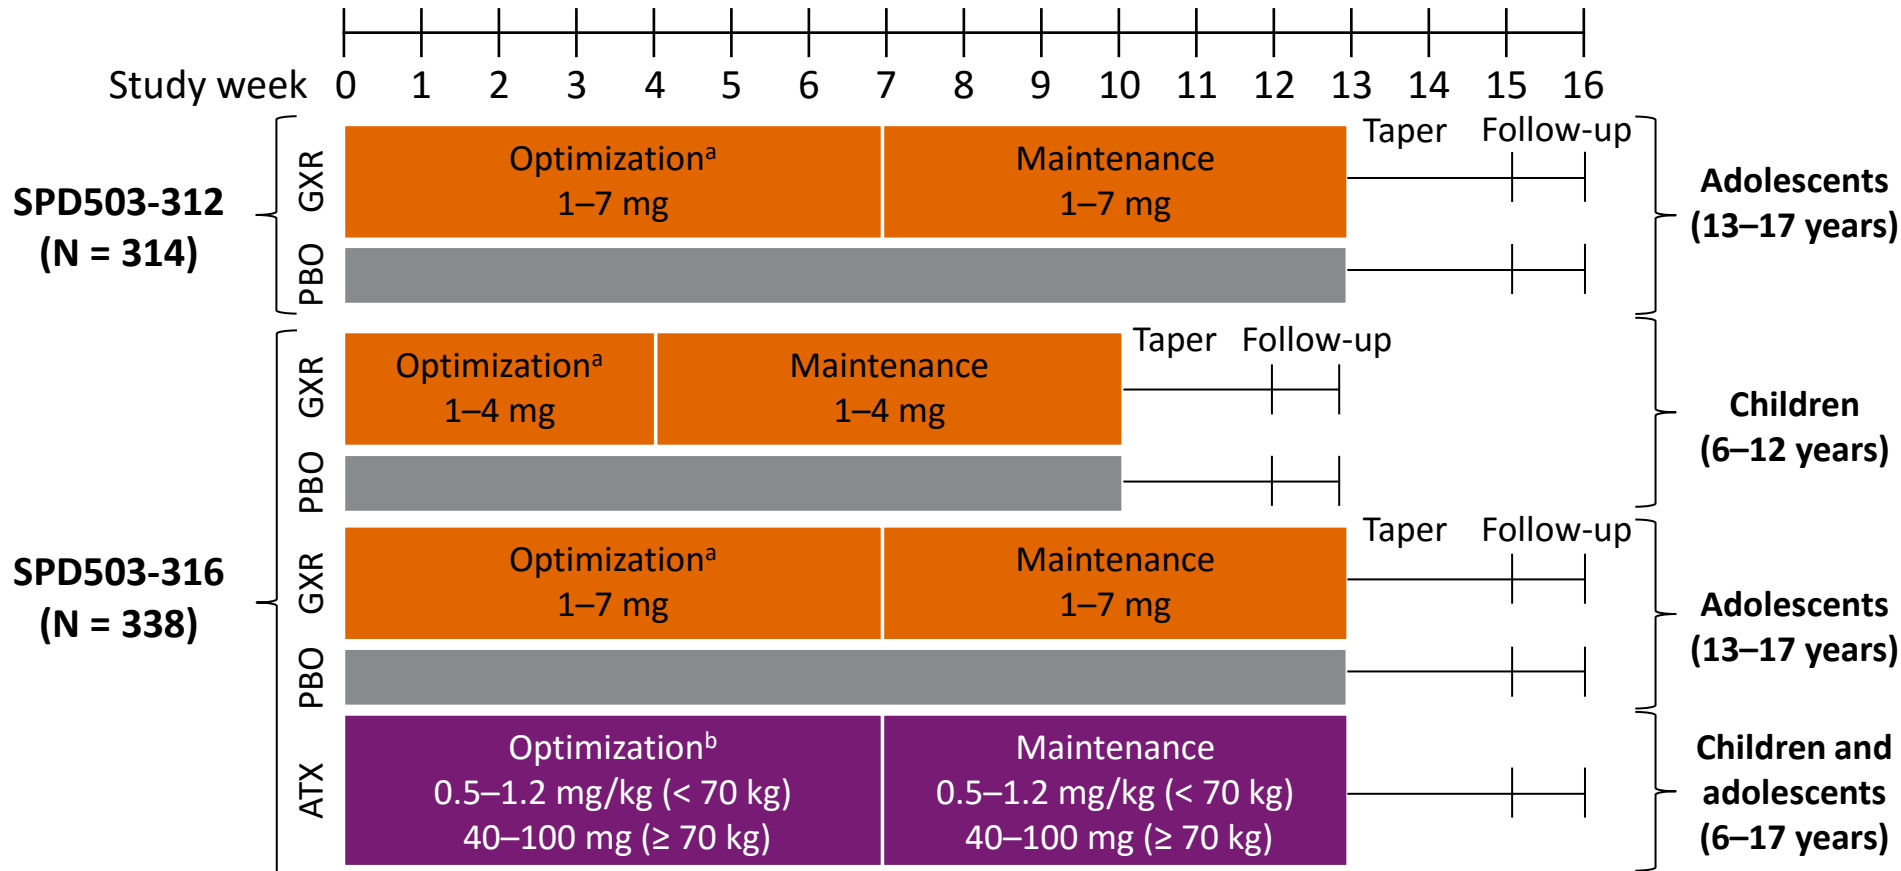 Study week 0 1 2 3 4 5 6 7 8 9 10 11 12 13 14 15 16
SPD503-312
(N = 314)
GXR
Optimizationᵃ
1–7 mg
Maintenance
1–7 mg
Taper Follow-up
PBO
Adolescents
(13–17 years)
SPD503-316
(N = 338)
GXR
Optimizationᵃ
1–4 mg
Maintenance
1–4 mg
Taper Follow-up
PBO
Children
(6–12 years)
GXR
Optimizationᵃ
1–7 mg
Maintenance
1–7 mg
Taper Follow-up
PBO
Adolescents
(13–17 years)
ATX
Optimizationᵇ
0.5–1.2 mg/kg (< 70 kg)
40–100 mg (≥ 70 kg)
Maintenance
0.5–1.2 mg/kg (< 70 kg)
40–100 mg (≥ 70 kg)
Children and
adolescents
(6–17 years)